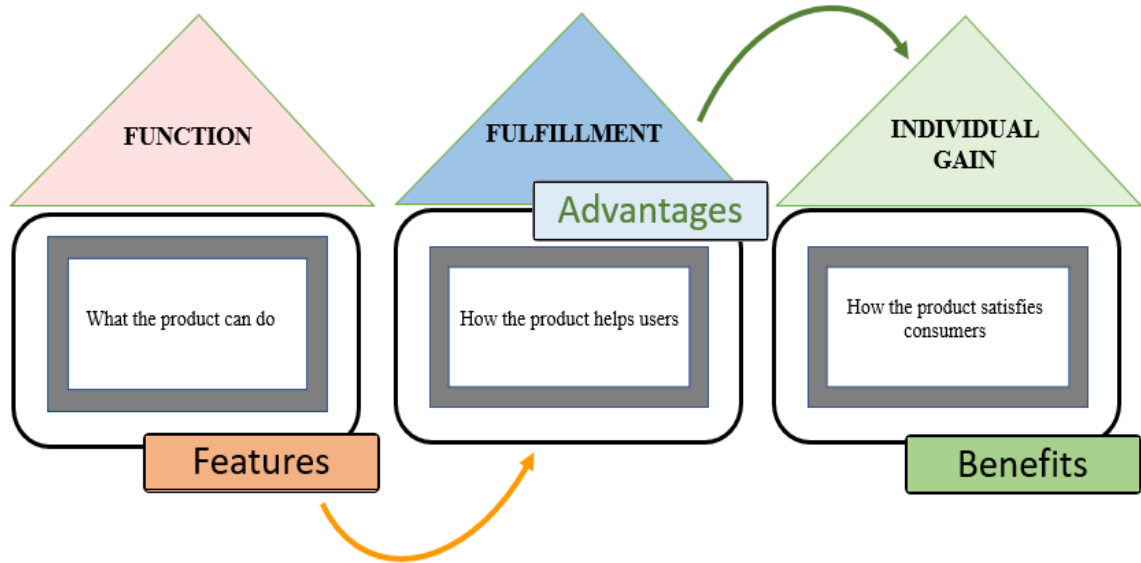 FUNCTION
What the product can do
Features
FULFILLMENT
Advantages
How the product helps users
INDIVIDUAL
GAIN
How the product satisfies
consumers
Benefits